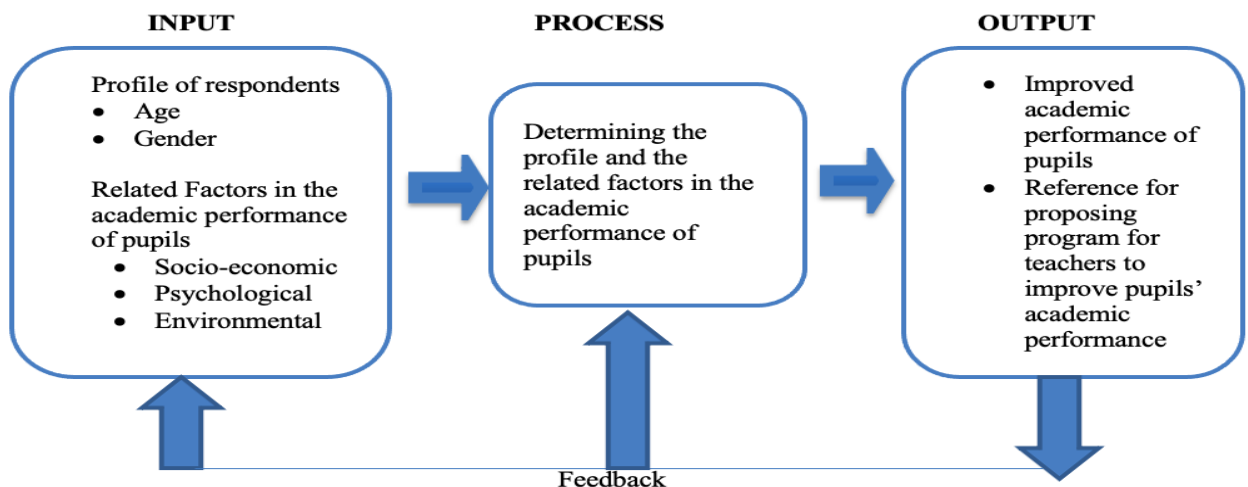 INPUT
Profile of respondents
• Age
• Gender
Related Factors in the
academic performance
of pupils
• Socio-economic
• Psychological
• Environmental
PROCESS
Determining the
profile and the
related factors in the
academic
performance of
pupils
OUTPUT
• Improved
academic
performance of
pupils
• Reference for
proposing
program for
teachers to
improve pupils’
academic
performance
Feedback